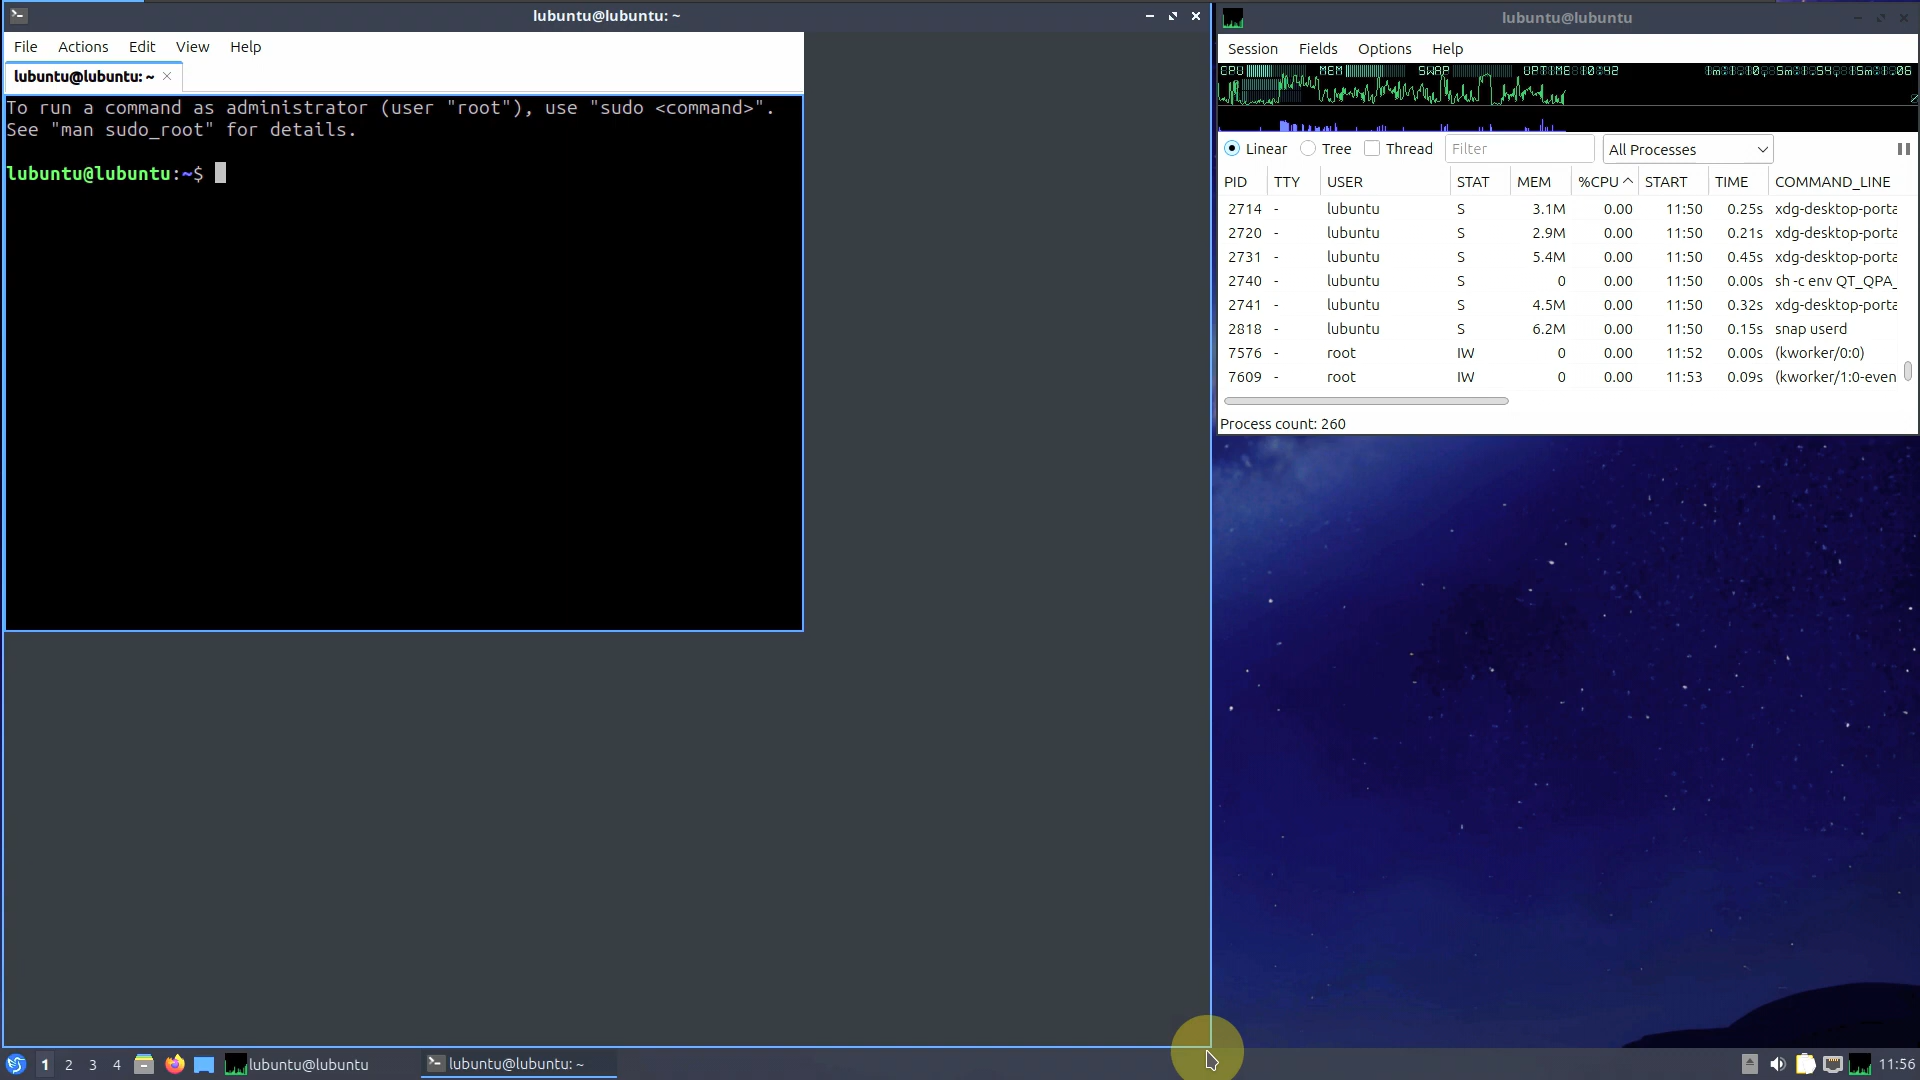 lubuntu@lubuntu: ~
File Actions Edit View Help
lubuntu@lubuntu: ~
To run a command as administrator (user "root"), use "sudo <command>".
See "man sudo_root" for details.
lubuntu@lubuntu:~$
lubuntu@lubuntu
Session Fields Options Help
CPU MEM SWAP UPTIME
Linear Tree Thread Filter All Processes
PID TTY USER STAT MEM %CPU START TIME COMMAND_LINE
2714 - lubuntu S 3.1M 0.00 11:50 0.25s xdg-desktop-porta
2720 - lubuntu S 2.9M 0.00 11:50 0.21s xdg-desktop-porta
2731 - lubuntu S 5.4M 0.00 11:50 0.45s xdg-desktop-porta
2740 - lubuntu S 0 0.00 11:50 0.00s sh -c env QT_QPA_
2741 - lubuntu S 4.5M 0.00 11:50 0.32s xdg-desktop-porta
2818 - lubuntu S 6.2M 0.00 11:50 0.15s snap userd
7576 - root IW 0 0.00 11:52 0.00s (kworker/0:0)
7609 - root IW 0 0.00 11:53 0.09s (kworker/1:0-even
Process count: 260
1 2 3 4 lubuntu@lubuntu lubuntu@lubuntu: ~ 11:56